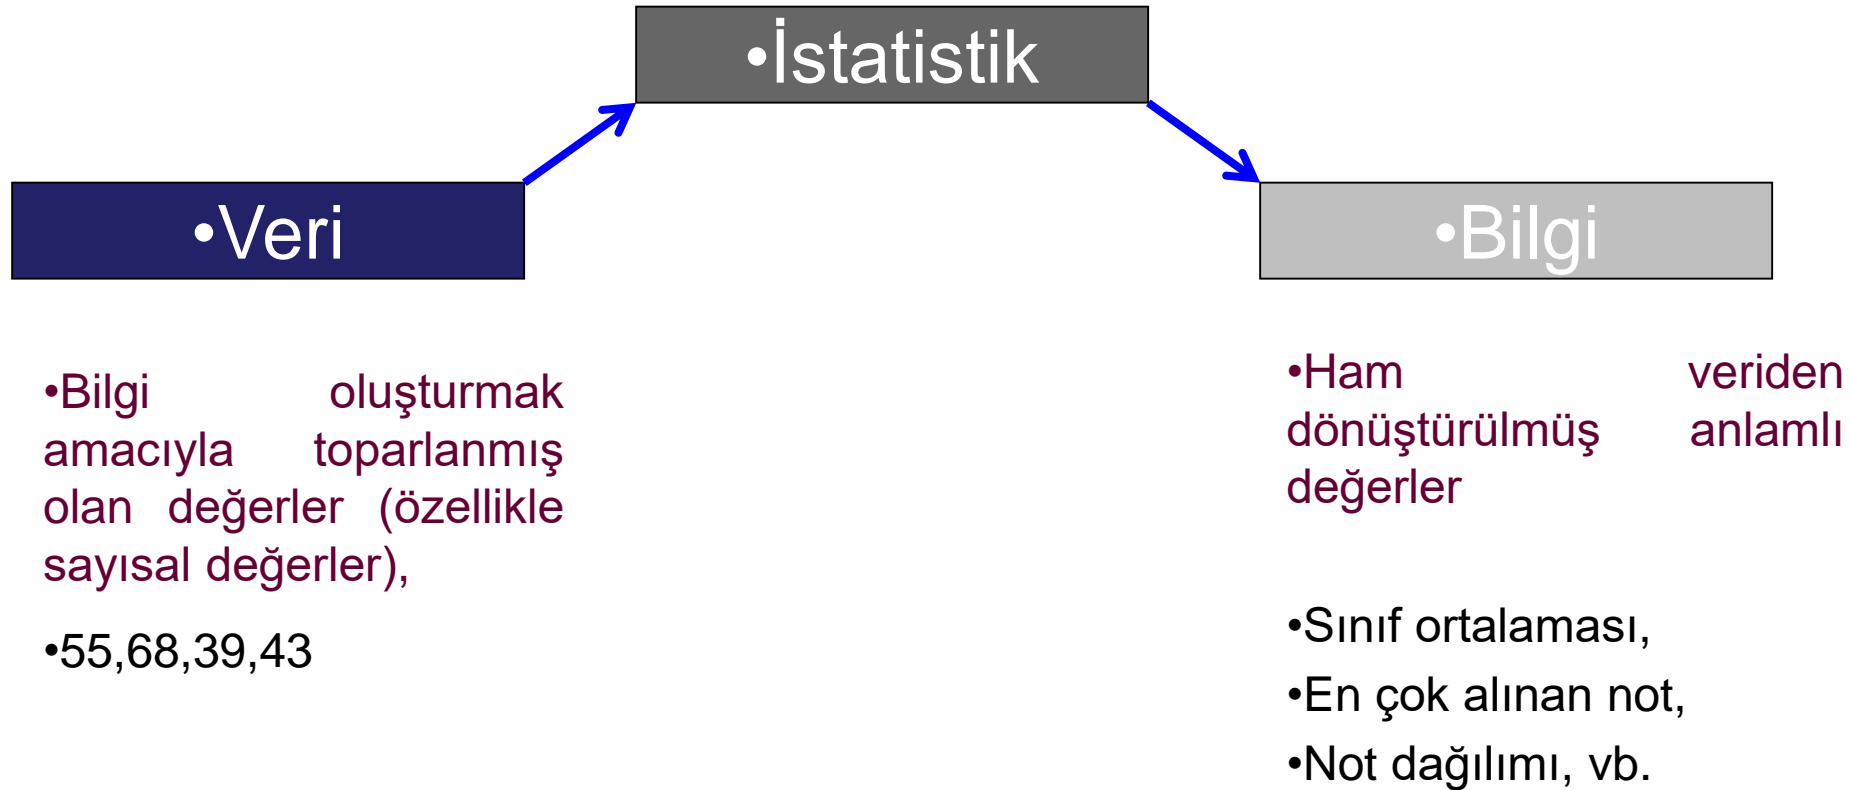 •İstatistik
•Veri
•Bilgi
•Bilgi oluşturmak
amacıyla toparlanmış
olan değerler (özellikle
sayısal değerler),
•55,68,39,43
•Ham veriden
dönüştürülmüş anlamlı
değerler
•Sınıf ortalaması,
•En çok alınan not,
•Not dağılımı, vb.